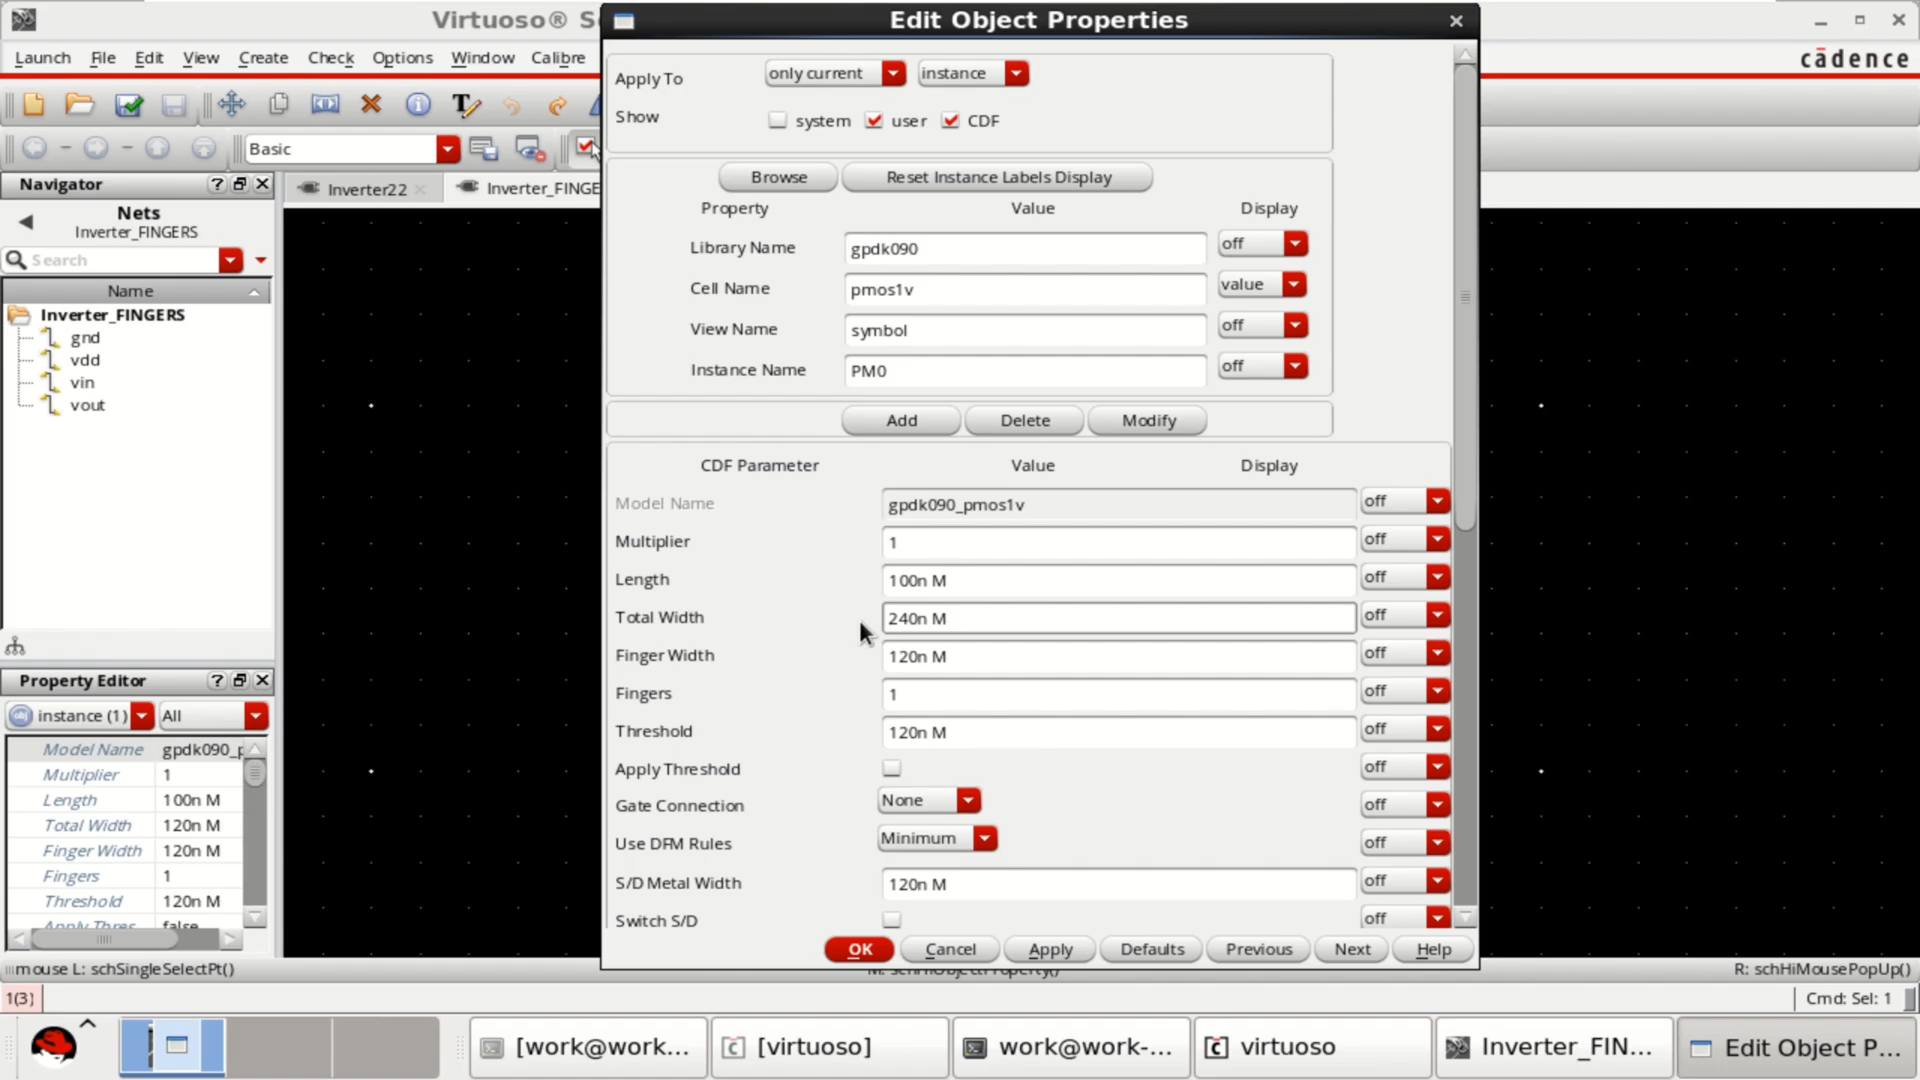 Virtuoso® S
Edit Object Properties
Launch File Edit View Create Check Options Window Calibre
cādence
Apply To only current instance
Show system user CDF
Basic
Browse Reset Instance Labels Display
Navigator
Inverter22 Inverter_FINGE
Property Value Display
Nets
Inverter_FINGERS
Library Name gpdk090 off
Search
Cell Name pmos1v value
Name
Inverter_FINGERS
View Name symbol off
gnd
vdd
Instance Name PM0 off
vin
vout
Add Delete Modify
CDF Parameter Value Display
Model Name gpdk090_pmos1v off
Multiplier 1 off
Length 100n M off
Total Width 240n M off
Finger Width 120n M off
Fingers 1 off
Threshold 120n M off
Apply Threshold off
Gate Connection None off
Use DFM Rules Minimum off
S/D Metal Width 120n M off
Switch S/D off
Property Editor
instance (1) All
Model Name gpdk090_p
Multiplier 1
Length 100n M
Total Width 120n M
Finger Width 120n M
Fingers 1
Threshold 120n M
Apply Thres false
OK Cancel Apply Defaults Previous Next Help
mouse L: schSingleSelectPt() M: schHiObjectProperty() R: schHiMousePopUp()
1(3) Cmd: Sel: 1
[work@work... [virtuoso] work@work-... virtuoso Inverter_FIN... Edit Object P...